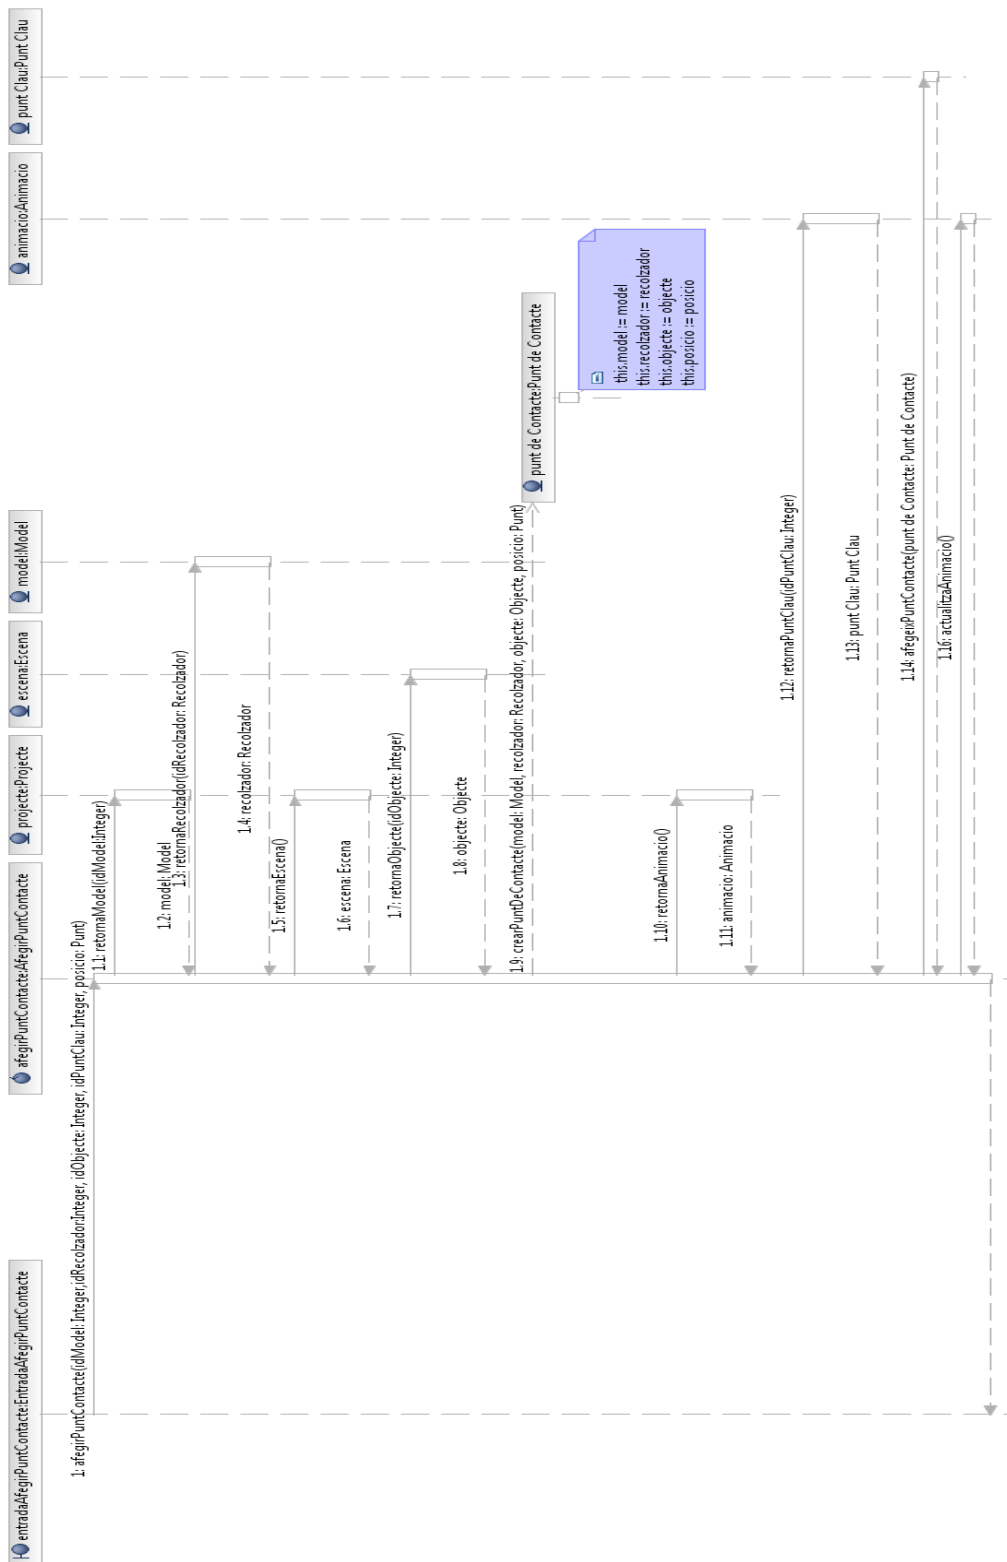 entradaAfegirPuntContacte:EntradaAfegirPuntContacte
afegirPuntContacte:AfegirPuntContacte
projecte:Projecte
escena:Escena
model:Model
animacio:Animacio
punt Clau:Punt Clau
1: afegirPuntContacte(idModel: Integer,idRecolzador:Integer, idObjecte: Integer, idPuntClau: Integer, posicio: Punt)
1.1: retornaModel(idModel:Integer)
1.2: model: Model
1.3: retornaRecolzador(idRecolzador: Recolzador)
1.4: recolzador: Recolzador
1.5: retornaEscena()
1.6: escena: Escena
1.7: retornaObjecte(idObjecte: Integer)
1.8: objecte: Objecte
1.9: crearPuntDeContacte(model: Model, recolzador: Recolzador, objecte: Objecte, posicio: Punt)
punt de Contacte:Punt de Contacte
this.model := model
this.recolzador := recolzador
this.objecte := objecte
this.posicio := posicio
1.10: retornaAnimacio()
1.11: animacio: Animacio
1.12: retornaPuntClau(idPuntClau: Integer)
1.13: punt Clau: Punt Clau
1.14: afegeixPuntContacte(punt de Contacte: Punt de Contacte)
1.16: actualitzaAnimacio()